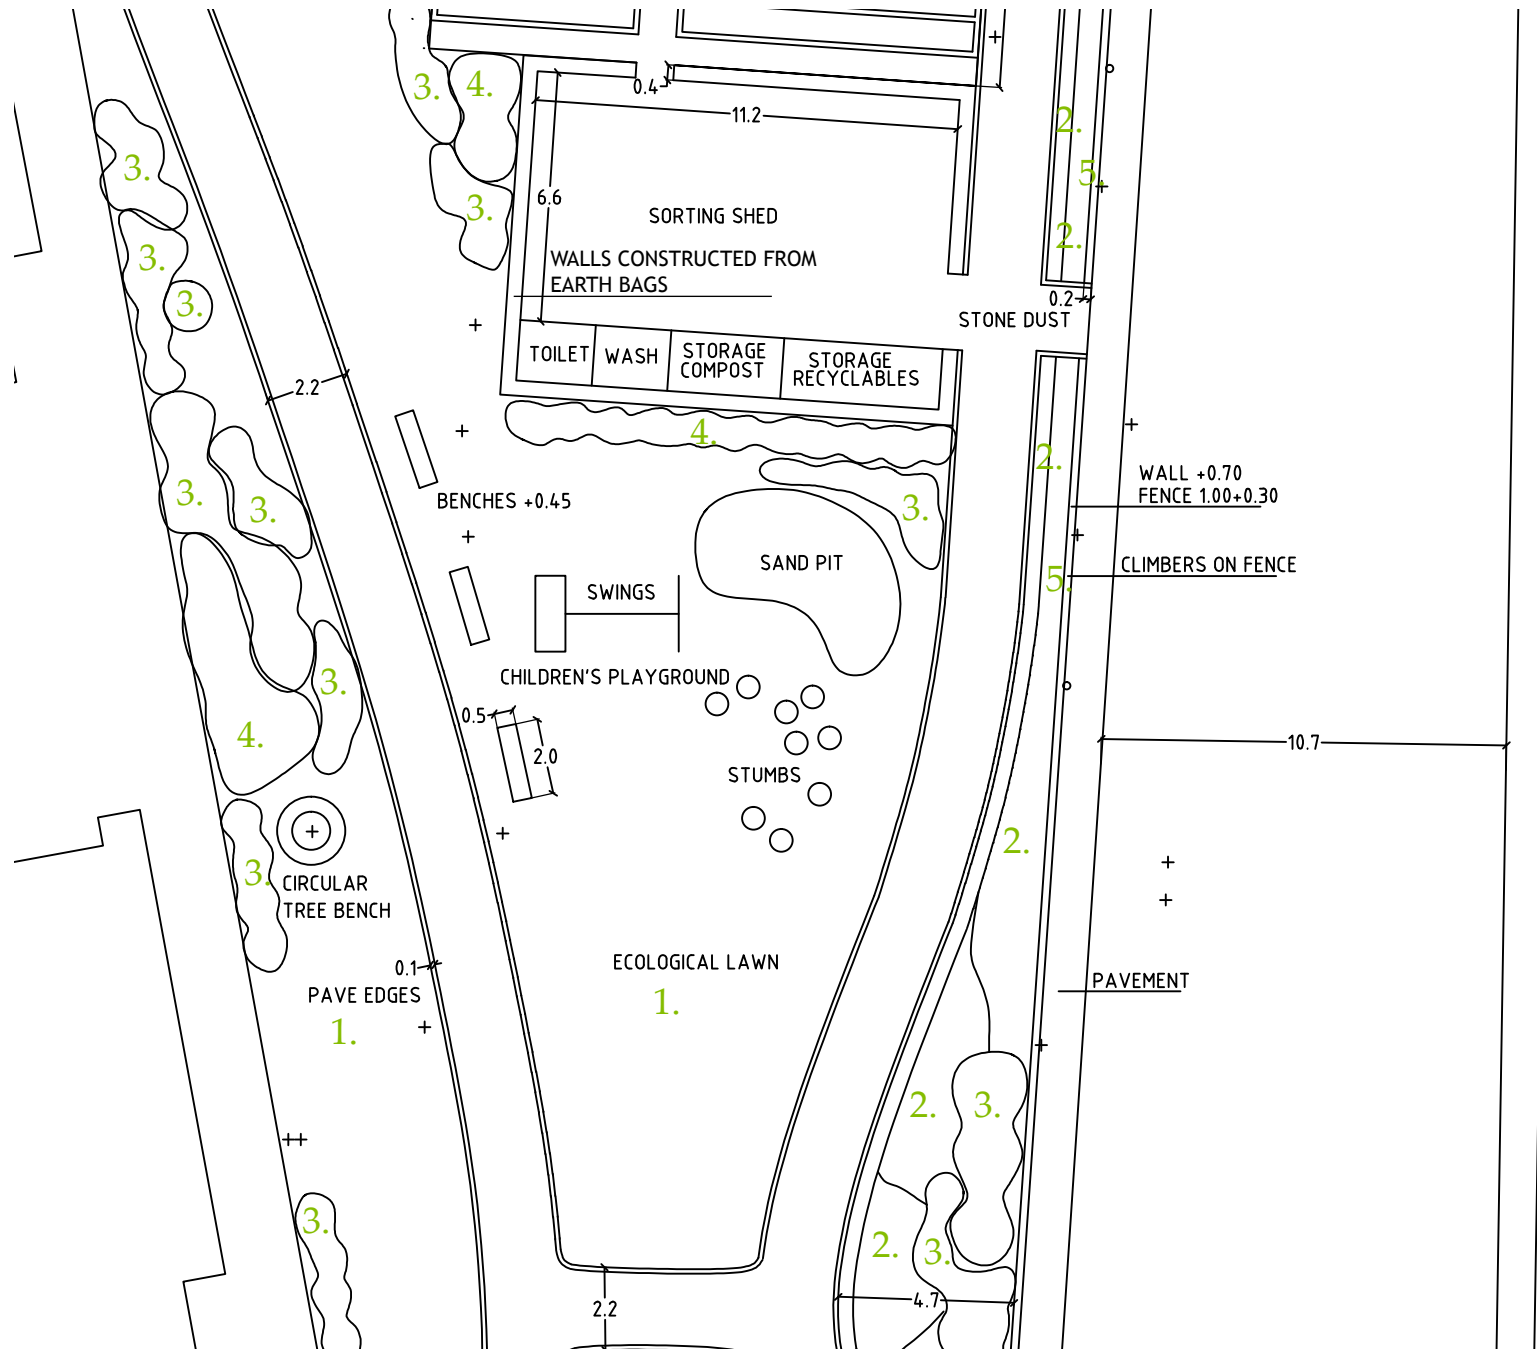 3.
4.
0.4
11.2
2.
3.
5.
6.6
3.
SORTING SHED
2.
3.
WALLS CONSTRUCTED FROM
EARTH BAGS
3.
0.2
STONE DUST
TOILET
WASH
STORAGE
COMPOST
STORAGE
RECYCLABLES
2.2
4.
2.
WALL +0.70
FENCE 1.00+0.30
3.
3.
BENCHES +0.45
3.
SAND PIT
CLIMBERS ON FENCE
5.
SWINGS
CHILDREN'S PLAYGROUND
3.
0.5
4.
2.0
10.7
STUMBS
2.
3.
CIRCULAR
TREE BENCH
0.1
ECOLOGICAL LAWN
PAVEMENT
PAVE EDGES
1.
1.
2.
3.
3.
2.
3.
4.7
2.2